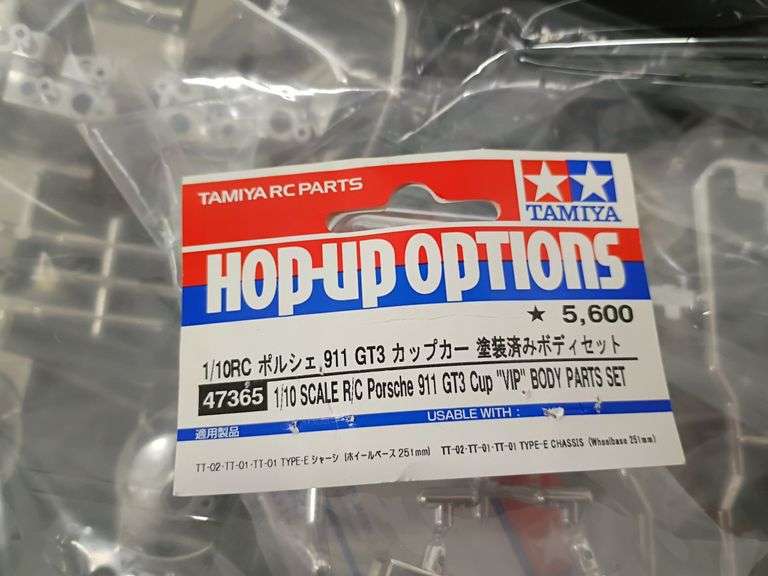 TAMIYA RC PARTS
TAMIYA
HOP-UP OPTIONS
★ 5,600
1/10RC ポルシェ 911 GT3 カップカー 塗装済みボディセット
47365 1/10 SCALE R/C Porsche 911 GT3 Cup "VIP" BODY PARTS SET
適用製品 USABLE WITH :
TT-02・TT-01・TT-01 TYPE-E シャーシ (ホイールベース 251mm) TT-02・TT-01・TT-01 TYPE-E CHASSIS (Wheelbase 251mm)